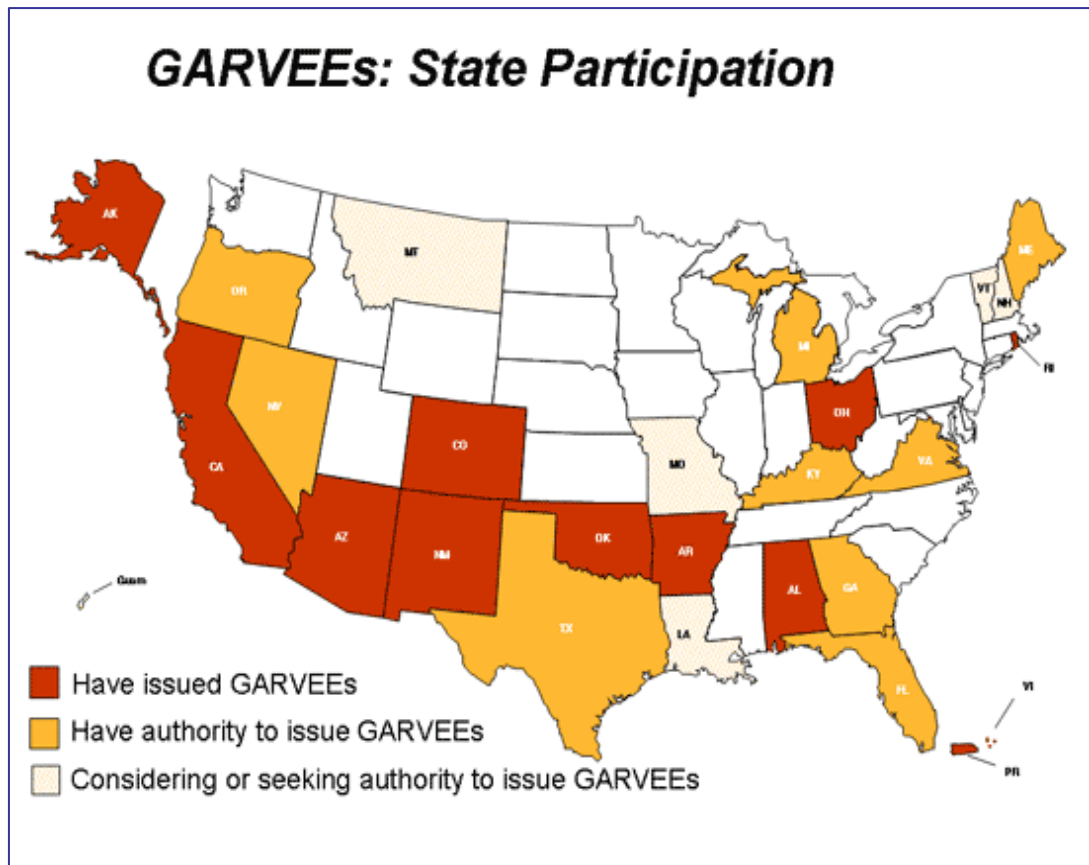 GARVEEs: State Participation
AK
MT
ME
VT
NH
OR
MI
RI
NV
OH
CO
CA
MO
KY
VA
AZ
NM
OK
AR
AL
GA
Guam
TX
LA
FL
VI
PR
Have issued GARVEEs
Have authority to issue GARVEEs
Considering or seeking authority to issue GARVEEs